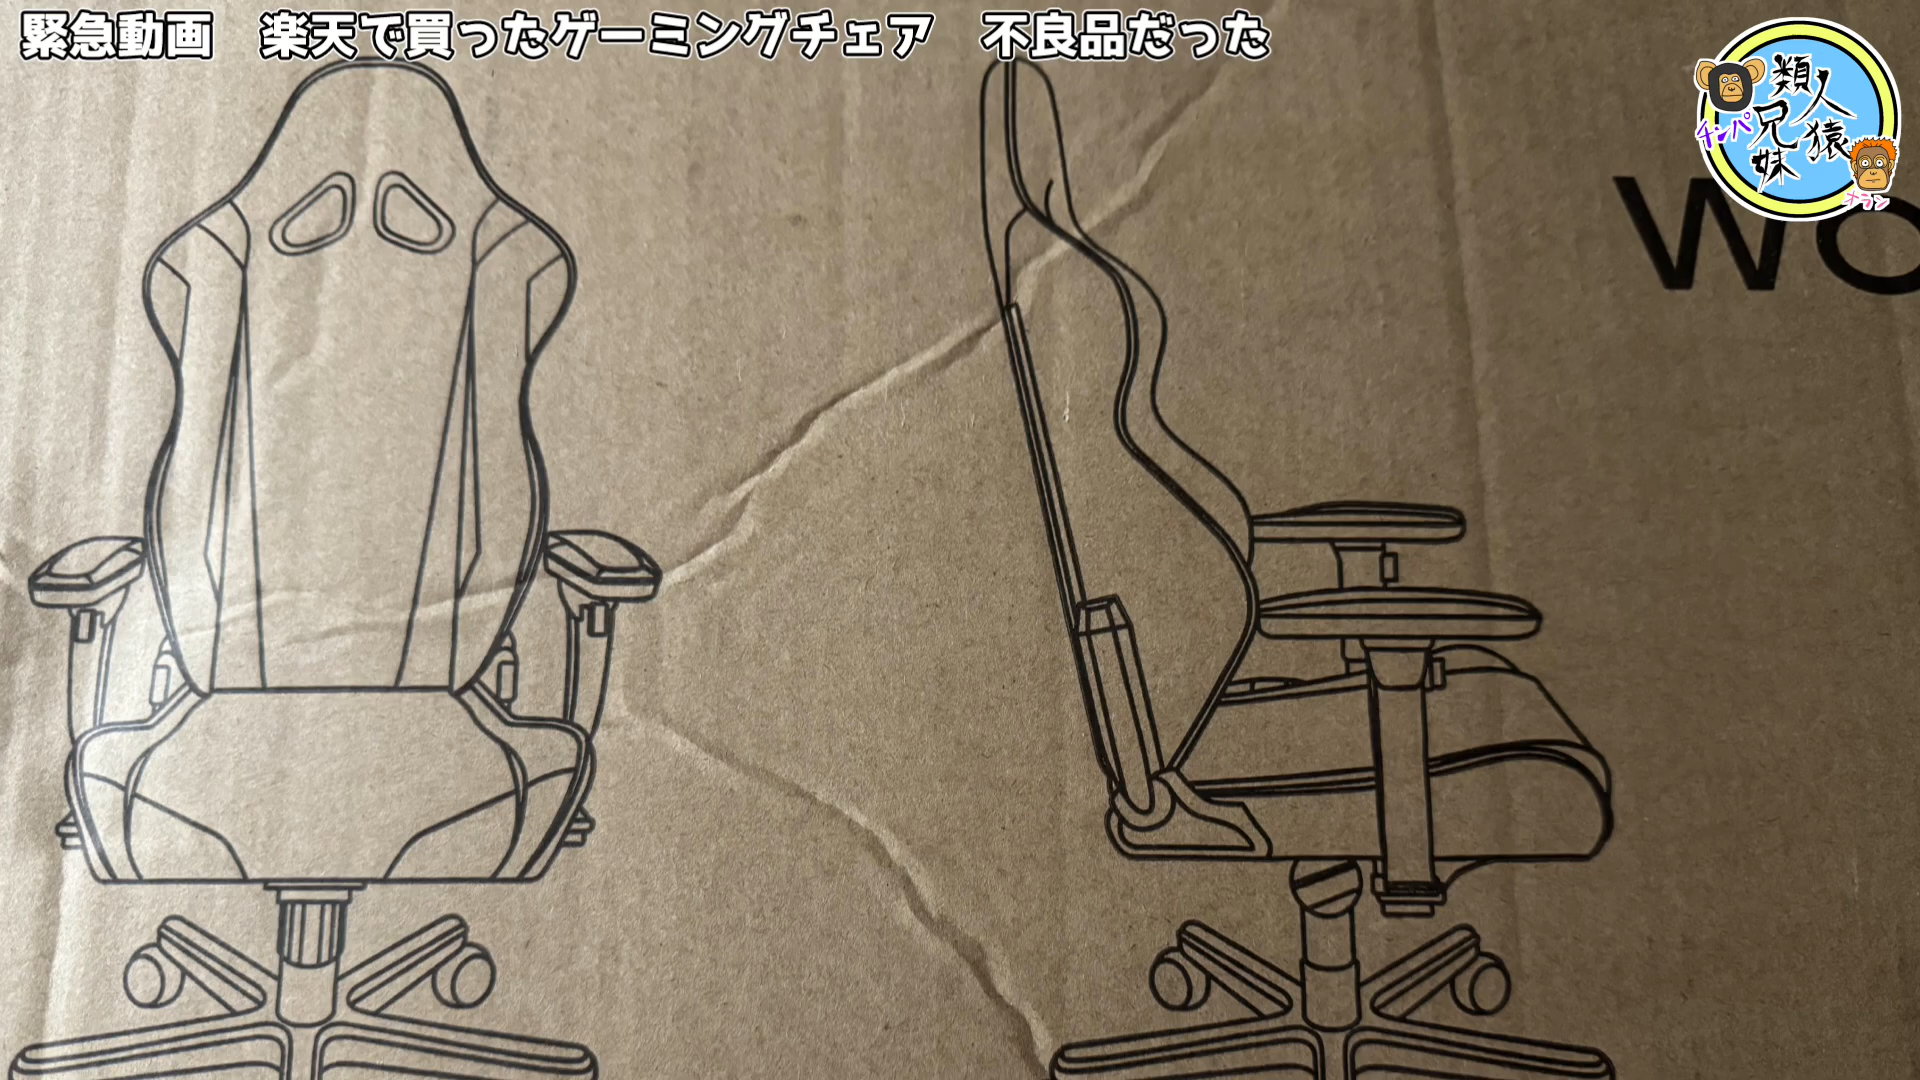 緊急動画　楽天で買ったゲーミングチェア　不良品だった
類人猿
兄妹
チンパ
オラン
WO